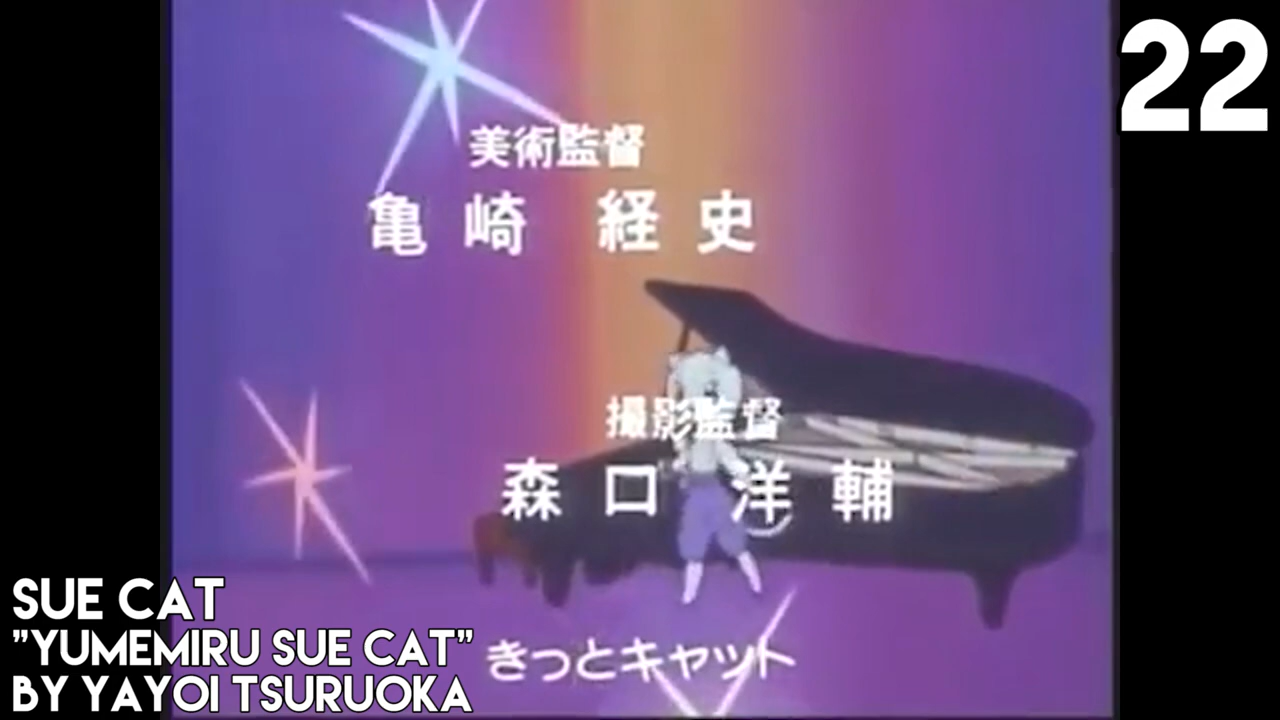 22
美術監督
亀崎 経史
撮影監督
森口 洋輔
SUE CAT
"YUMEMIRU SUE CAT"
きっとキャット
BY YAYOI TSURUOKA